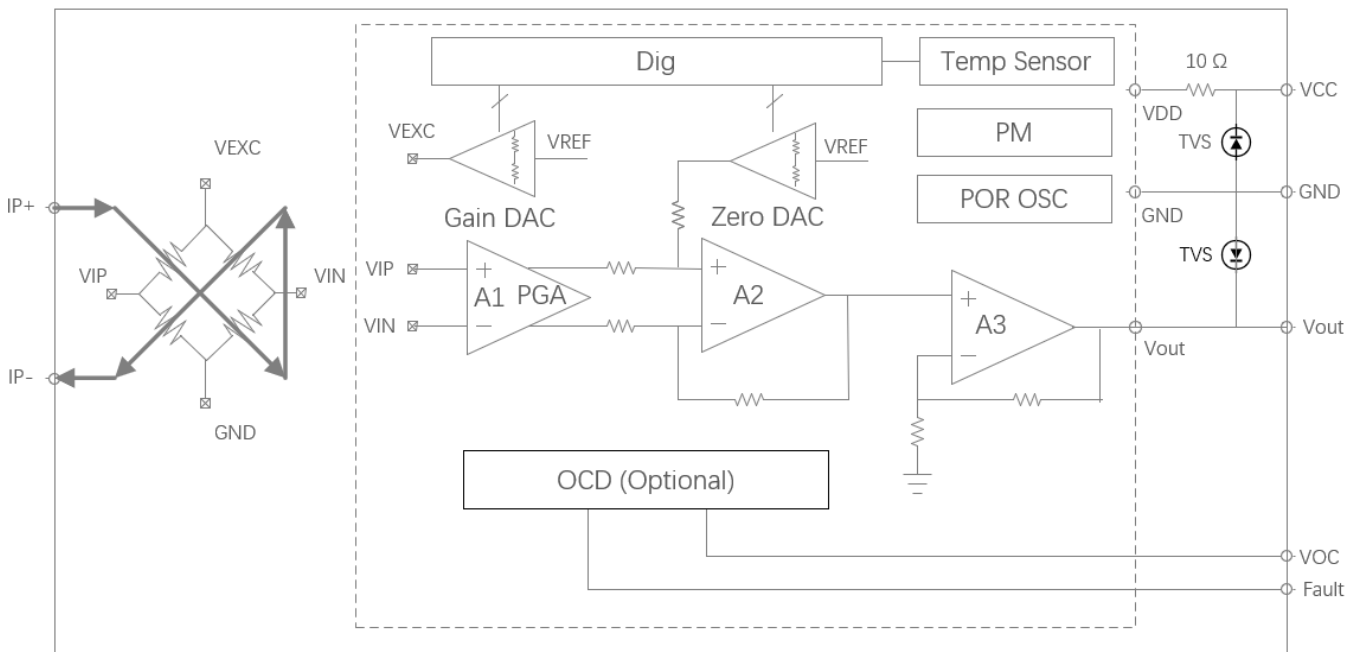 Dig
Temp Sensor
10 Ω
VCC
VDD
VEXC
VREF
VREF
PM
TVS
VEXC
IP+
Gain DAC
Zero DAC
POR OSC
GND
GND
VIP
VIN
VIP
+
A1
PGA
+
A2
TVS
VIN
−
−
+
A3
−
Vout
Vout
IP-
GND
OCD (Optional)
VOC
Fault